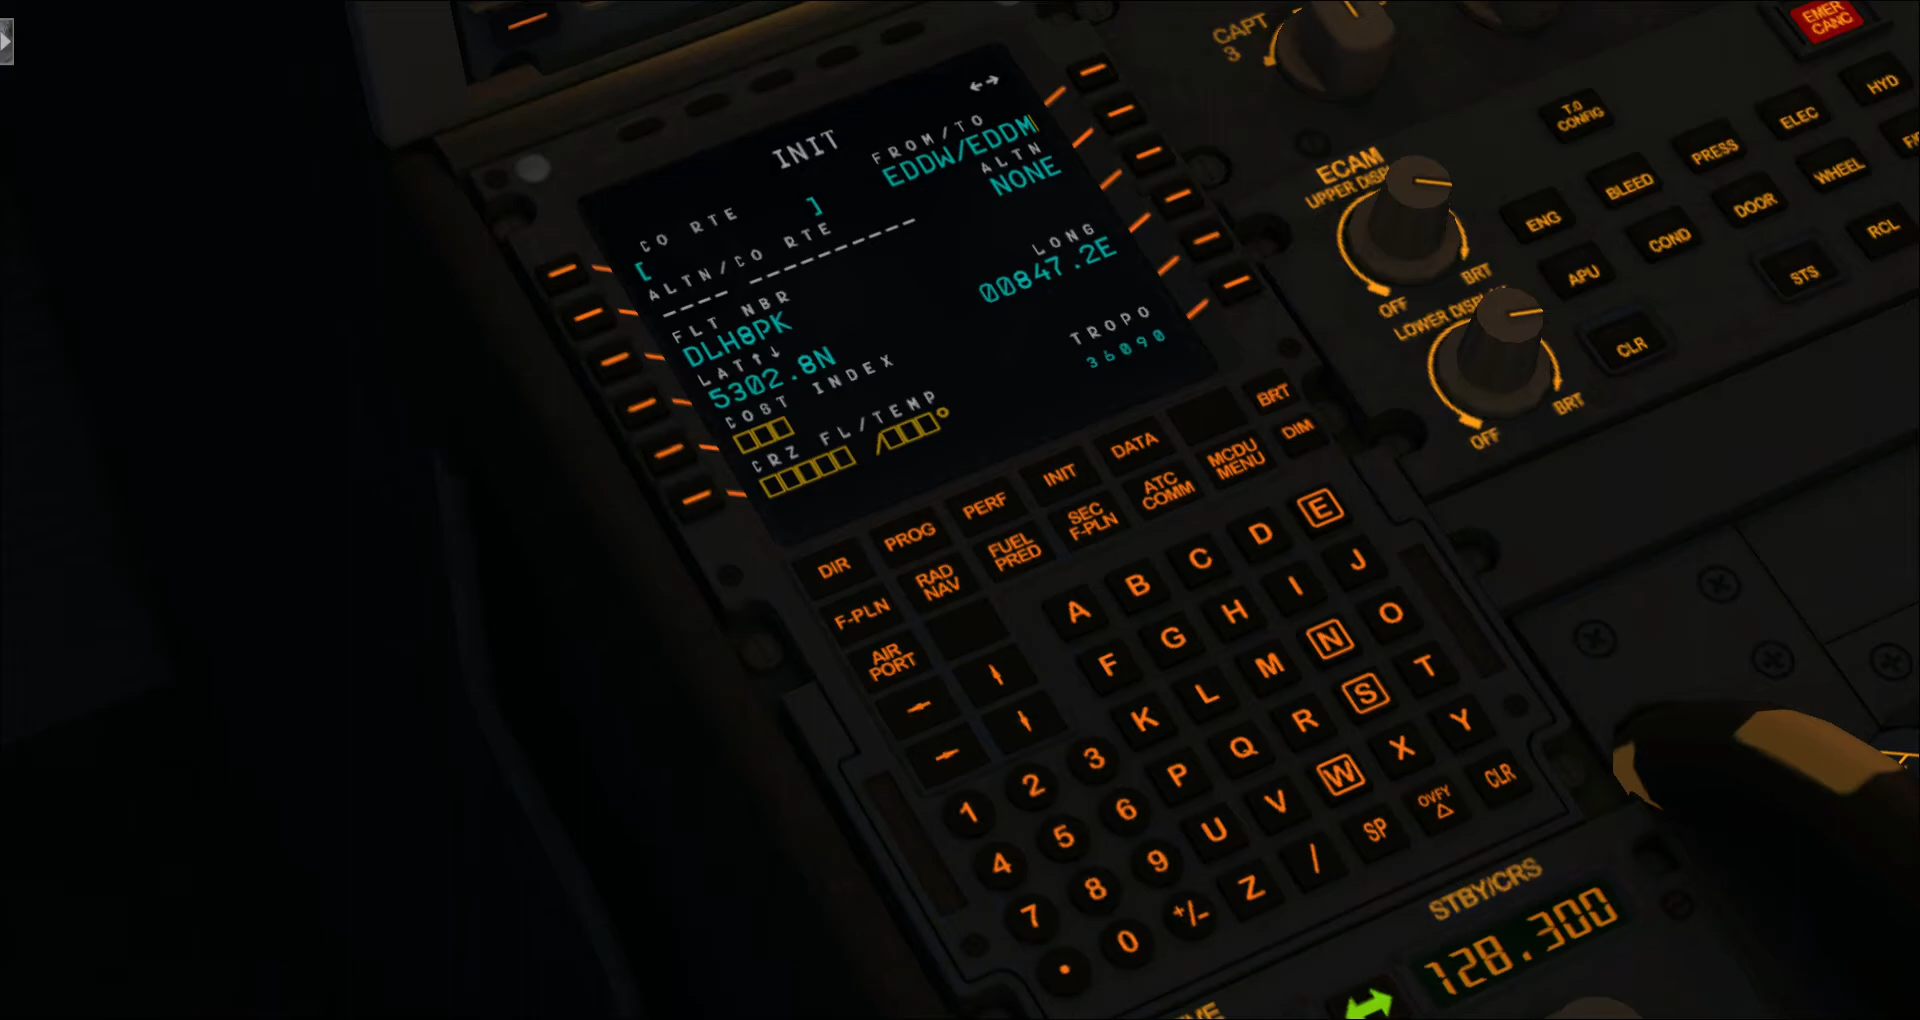 INIT
←→
CO RTE
FROM/TO
[ ]
EDDW/EDDM
ALTN/CO RTE
ALTN
---- ----------
NONE
FLT NBR
DLH8PK
LAT↑↓
LONG
5302.8N
00847.2E
COST INDEX
CRZ FL/TEMP
TROPO
/ °
36090
BRT
DIM
DIR
PROG
PERF
INIT
DATA
F-PLN
RAD
NAV
FUEL
PRED
SEC
F-PLN
ATC
COMM
MCDU
MENU
AIR
PORT
A B C D E
F G H I J
K L M N O
P Q R S T
U V W X Y
Z / SP OVFY
△ CLR
1 2 3
4 5 6
7 8 9
. 0 +/-
CAPT
3
ECAM
UPPER DISP
OFF
BRT
LOWER DISPL
OFF
BRT
EMER
CANC
T.O
CONFIG
ENG
BLEED
PRESS
ELEC
HYD
APU
COND
DOOR
WHEEL
CLR
STS
RCL
STBY/CRS
128.300